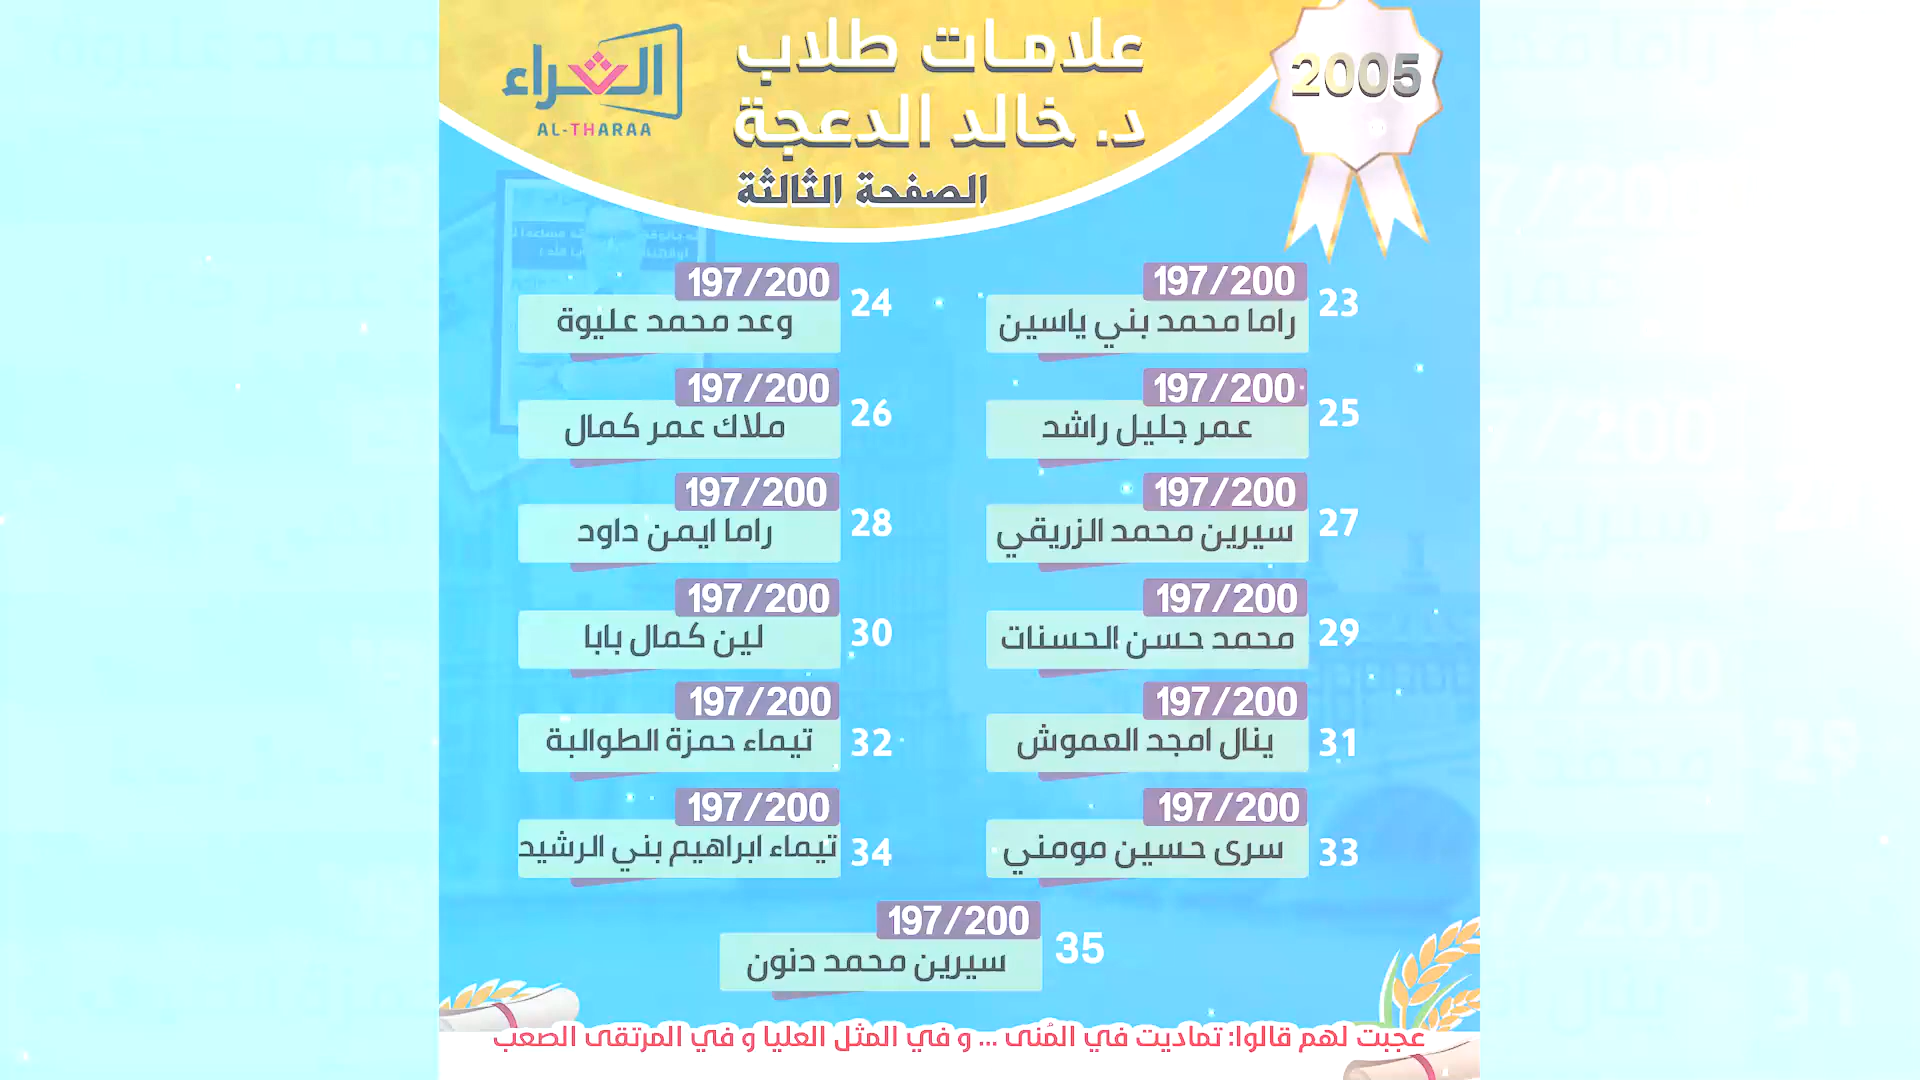 علامات طلاب
د. خالد الدعجة
الصفحة الثالثة
الثراء
AL-THARAA
2005
23
197/200
راما محمد بني ياسين
24
197/200
وعد محمد عليوة
25
197/200
عمر جليل راشد
26
197/200
ملاك عمر كمال
27
197/200
سيرين محمد الزريقي
28
197/200
راما ايمن داود
29
197/200
محمد حسن الحسنات
30
197/200
لين كمال بابا
31
197/200
ينال امجد العموش
32
197/200
تيماء حمزة الطوالبة
33
197/200
سرى حسين مومني
34
197/200
تيماء ابراهيم بني الرشيد
35
197/200
سيرين محمد دنون
عجبت لهم قالوا: تماديت في المُنى ... و في المثل العليا و في المرتقى الصعب